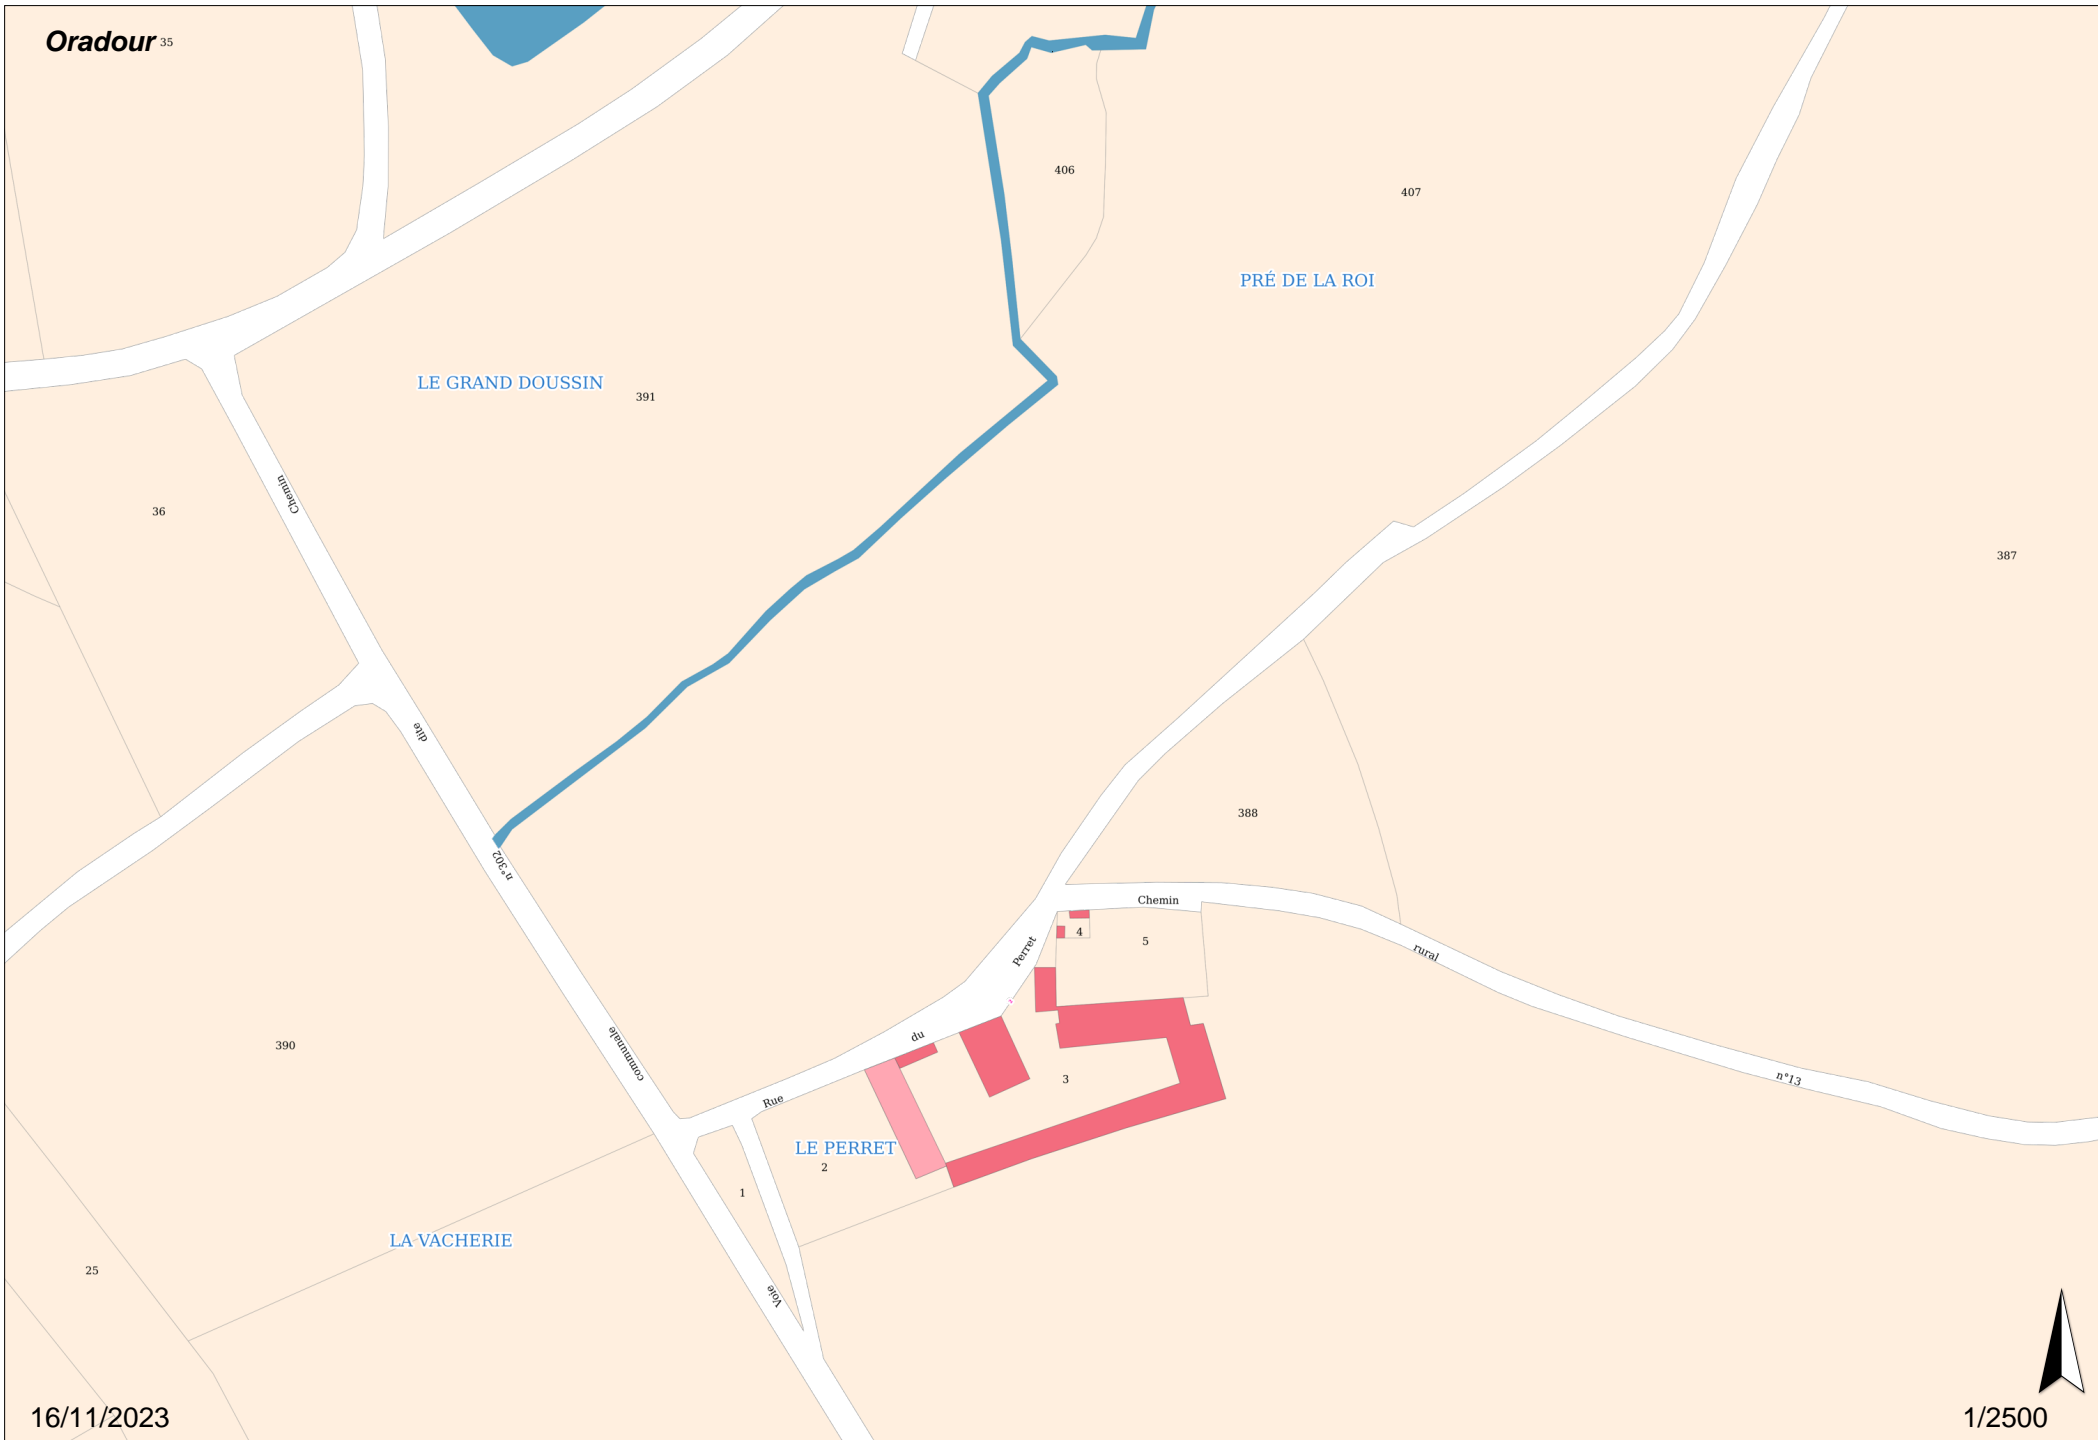 Oradour 35
406
407
PRÉ DE LA ROI
LE GRAND DOUSSIN
391
Chemin
36
387
dite
388
n°302
Chemin
4
5
Perret
rural
du
communale
390
3
n°13
Rue
LE PERRET
2
1
LA VACHERIE
25
Voie
16/11/2023
1/2500